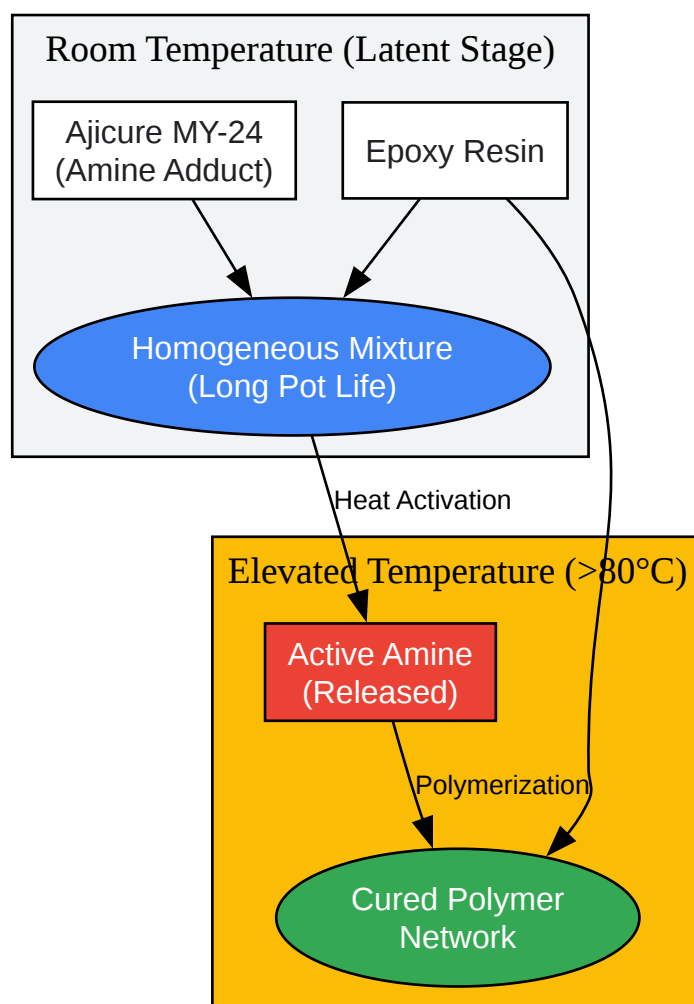 Room Temperature (Latent Stage)
Ajicure MY-24
(Amine Adduct)
Epoxy Resin
Homogeneous Mixture
(Long Pot Life)
Heat Activation
Elevated Temperature (>80°C)
Active Amine
(Released)
Polymerization
Cured Polymer
Network